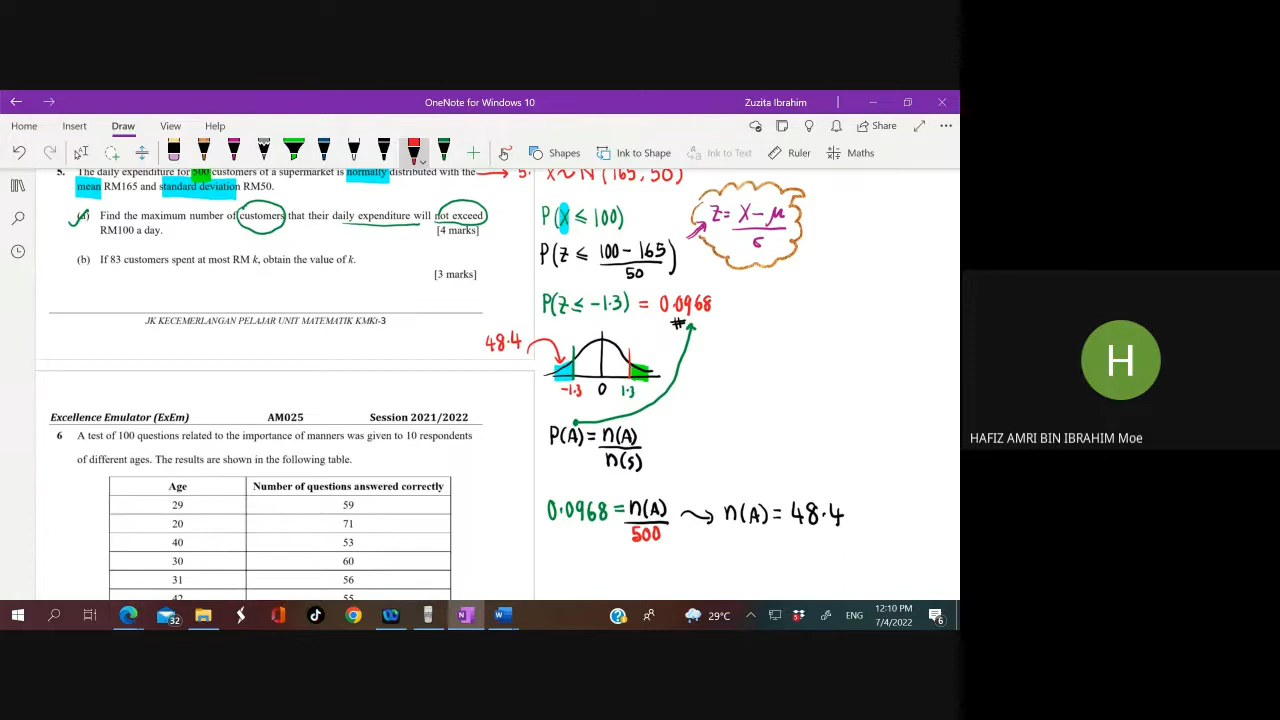 OneNote for Windows 10
Zuzita Ibrahim
Home Insert Draw View Help
Share
Shapes Ink to Shape Ink to Text Ruler Maths
5. The daily expenditure for 500 customers of a supermarket is normally distributed with the
mean RM165 and standard deviation RM50.
(a) Find the maximum number of customers that their daily expenditure will not exceed
RM100 a day. [4 marks]
(b) If 83 customers spent at most RM k, obtain the value of k.
[3 marks]
JK KECEMERLANGAN PELAJAR UNIT MATEMATIK KMKt-3
Excellence Emulator (ExEm) AM025 Session 2021/2022
6 A test of 100 questions related to the importance of manners was given to 10 respondents
of different ages. The results are shown in the following table.
Age Number of questions answered correctly
29 59
20 71
40 53
30 60
31 56
42 55
5. X ~ N (165, 50)
P(X ≤ 100)
Z = X - μ / σ
P(Z ≤ 100 - 165 / 50)
P(Z ≤ -1.3) = 0.0968
#
48.4
-1.3 0 1.3
P(A) = n(A) / n(S)
0.0968 = n(A) / 500 n(A) = 48.4
H
HAFIZ AMRI BIN IBRAHIM Moe
32
29°C
ENG
12:10 PM
7/4/2022
6